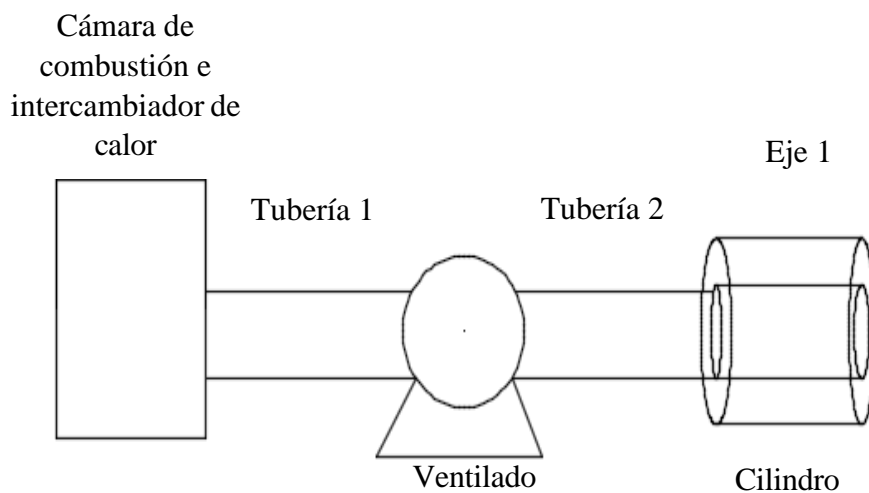 Cámara de
combustión e
intercambiador de
calor
Tubería 1
Tubería 2
Eje 1
Ventilado
Cilindro